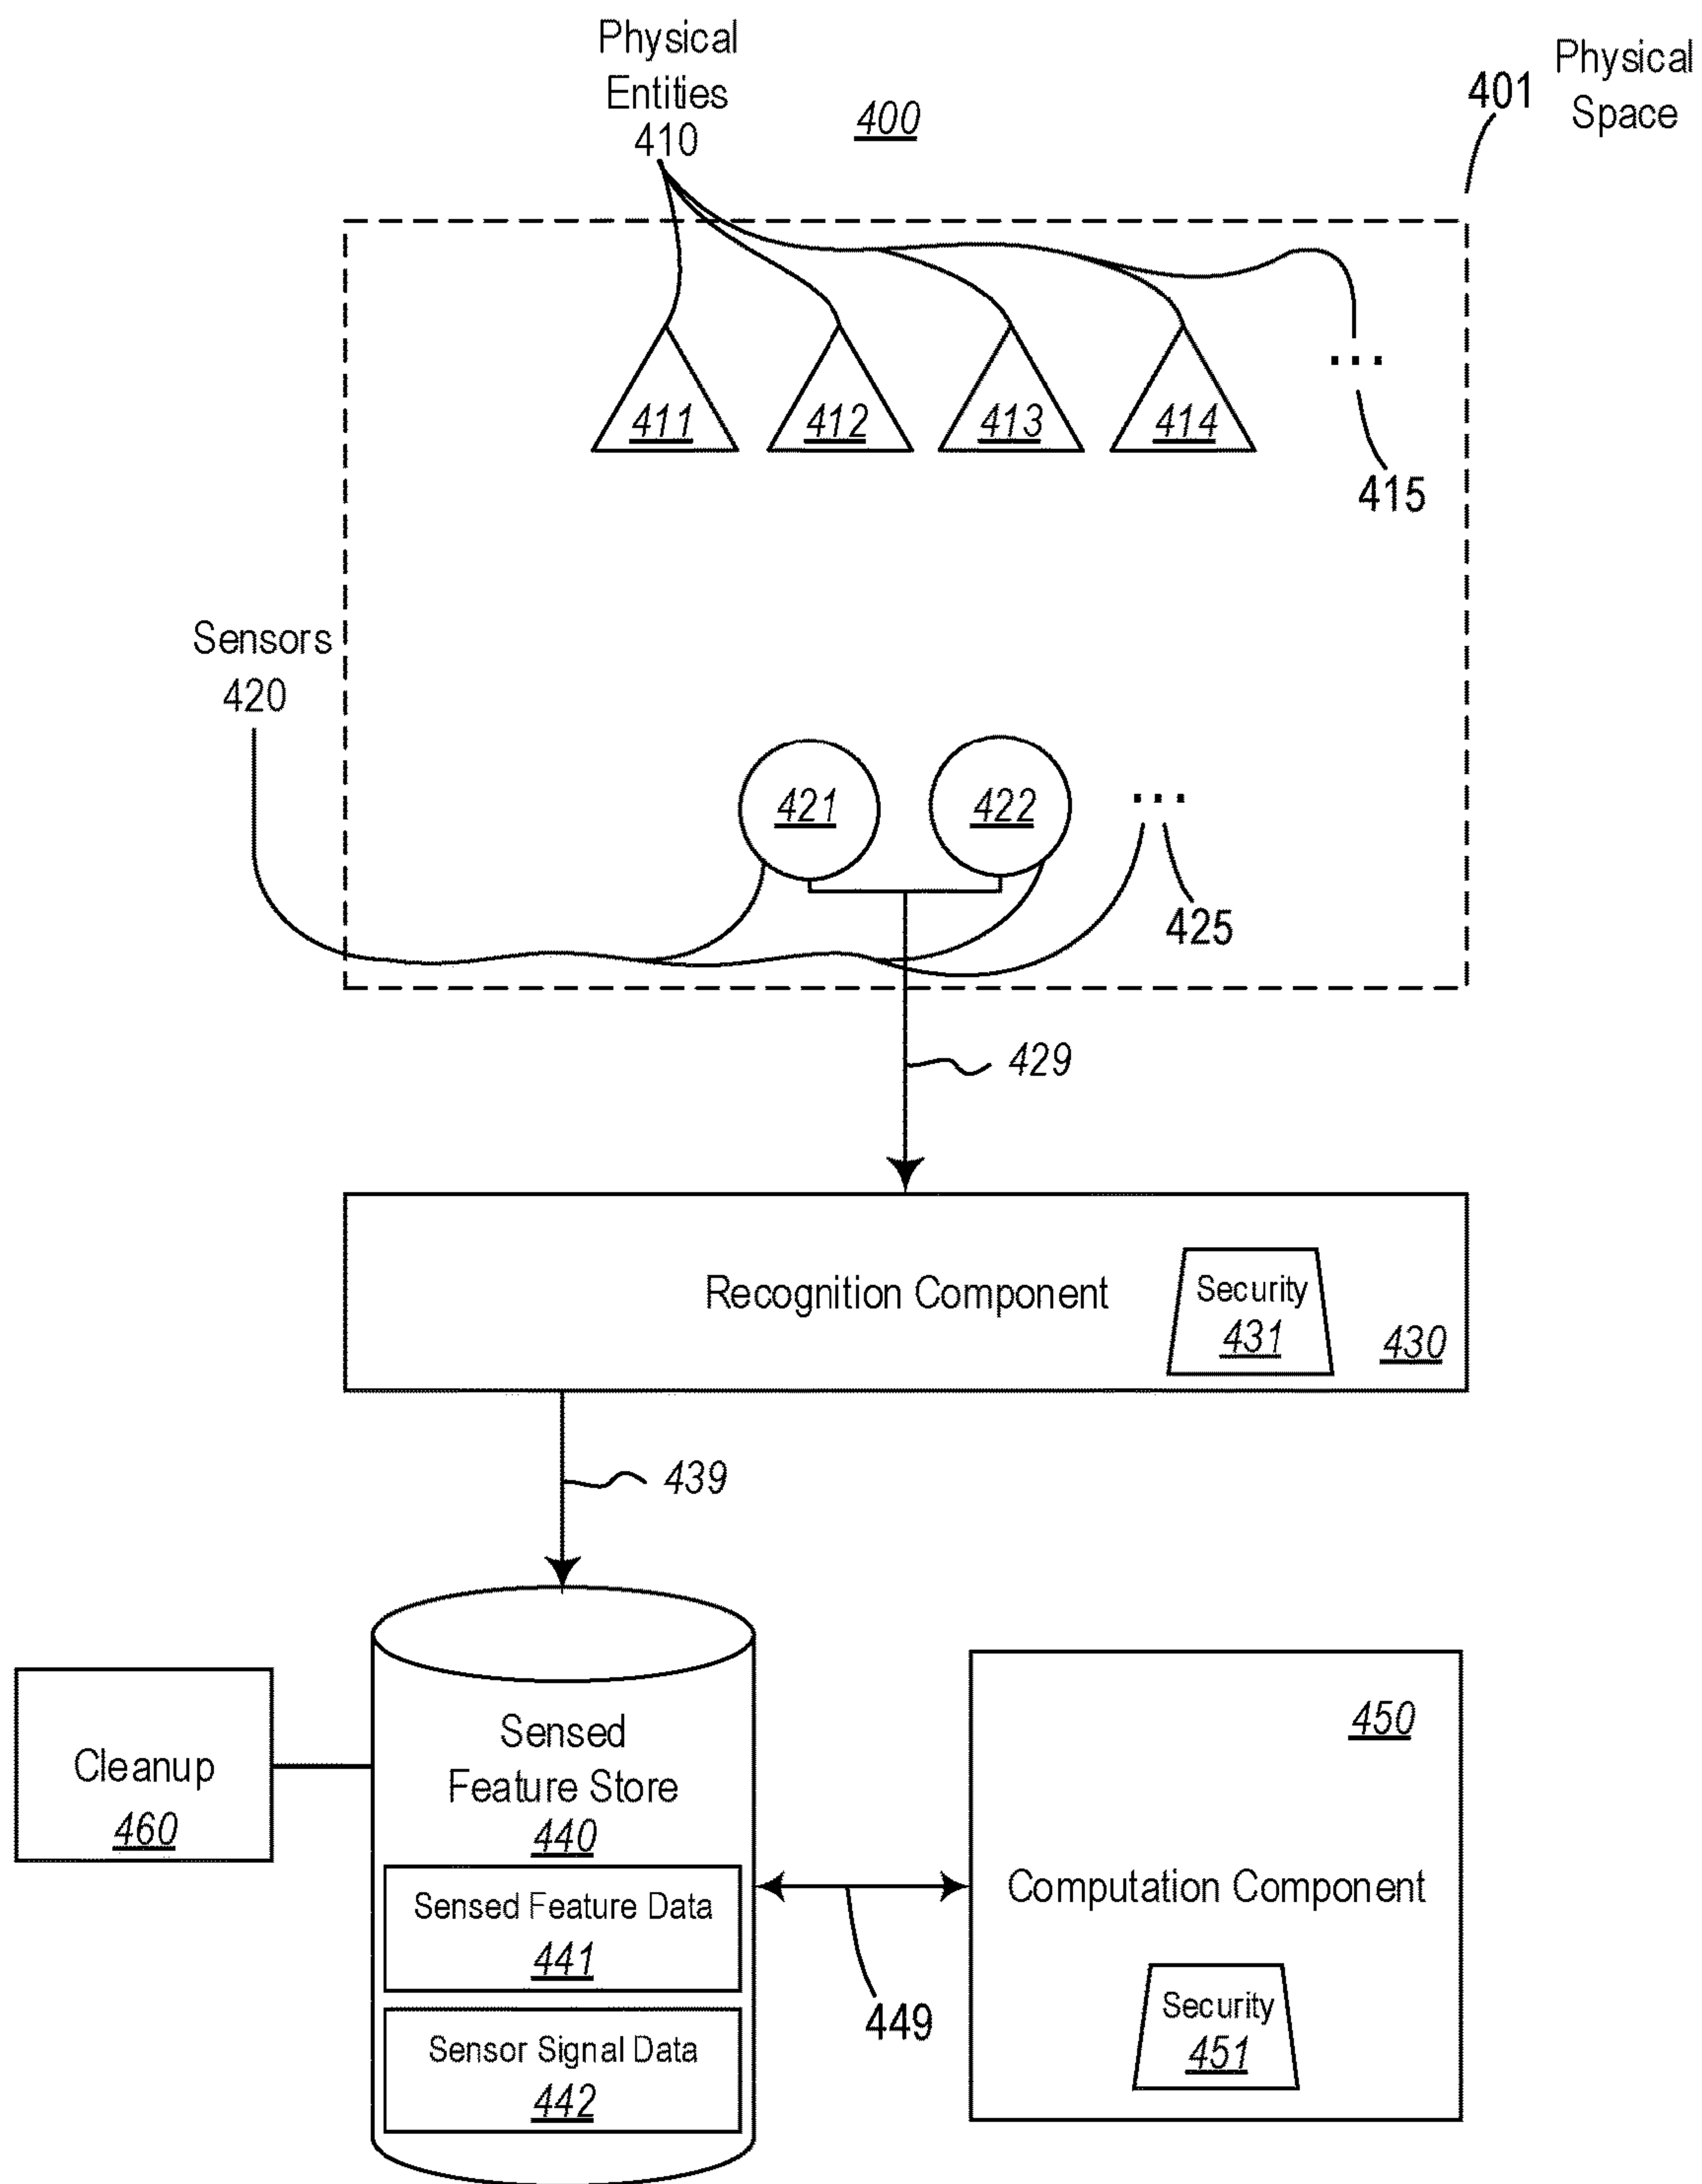 Physical
Entities
410
400
401
Physical
Space
411
412
413
414
415
Sensors
420
421
422
425
429
Recognition Component
Security
431
430
439
Sensed
Feature Store
440
Cleanup
460
Sensed Feature Data
441
Sensor Signal Data
442
449
450
Computation Component
Security
451